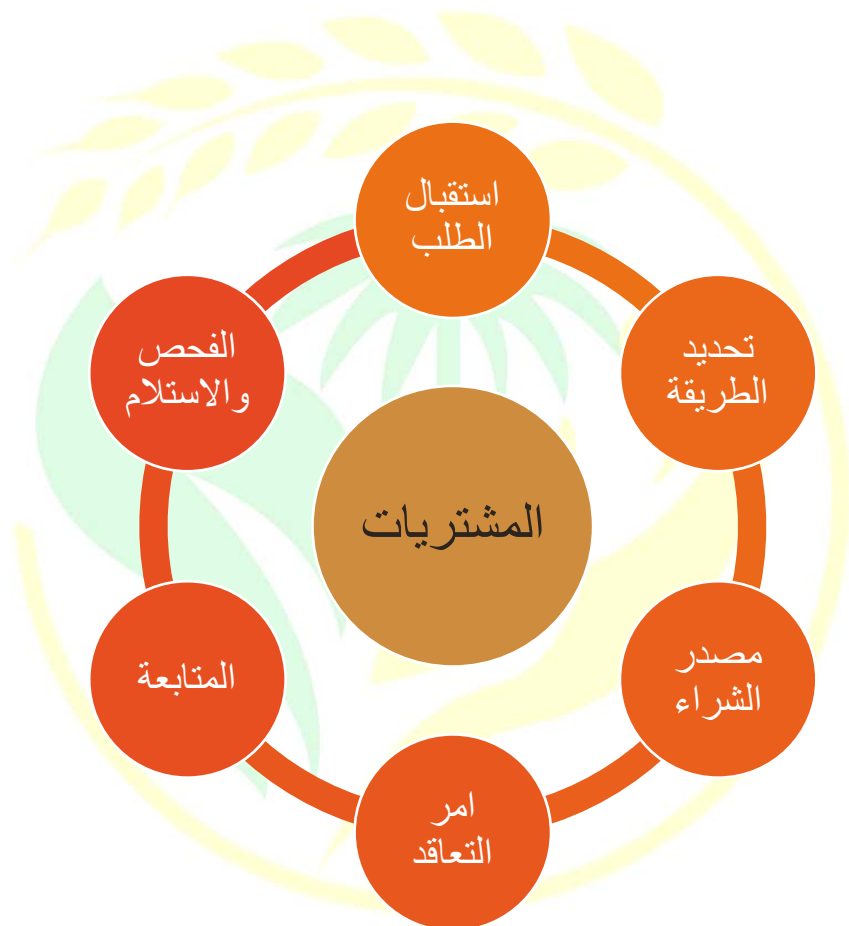 استقبال
الطلب
تحديد
الطريقة
مصدر
الشراء
امر
التعاقد
المتابعة
الفحص
والاستلام
المشتريات